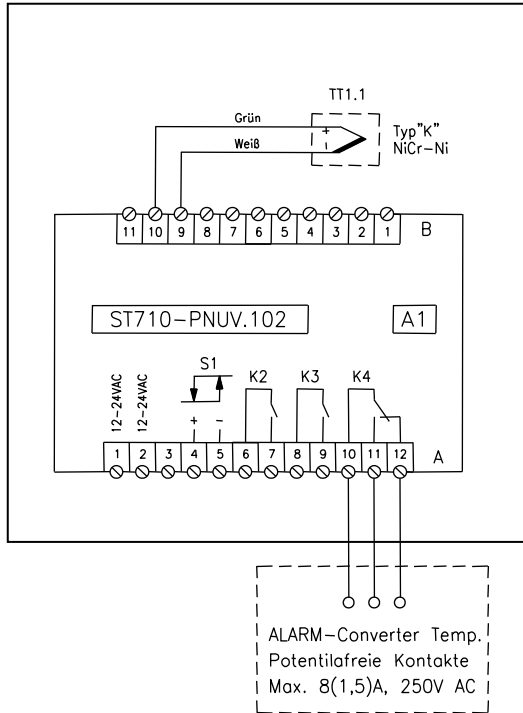 TT1.1
Grün
+
-
Typ"K"
Weiß
NiCr-Ni
11 10 9 8 7 6 5 4 3 2 1
B
ST710-PNUV.102
A1
12-24VAC
12-24VAC
S1
K2
K3
K4
+ -
1 2 3 4 5 6 7 8 9 10 11 12
A
ALARM-Converter Temp.
Potentilafreie Kontakte
Max. 8(1,5)A, 250V AC